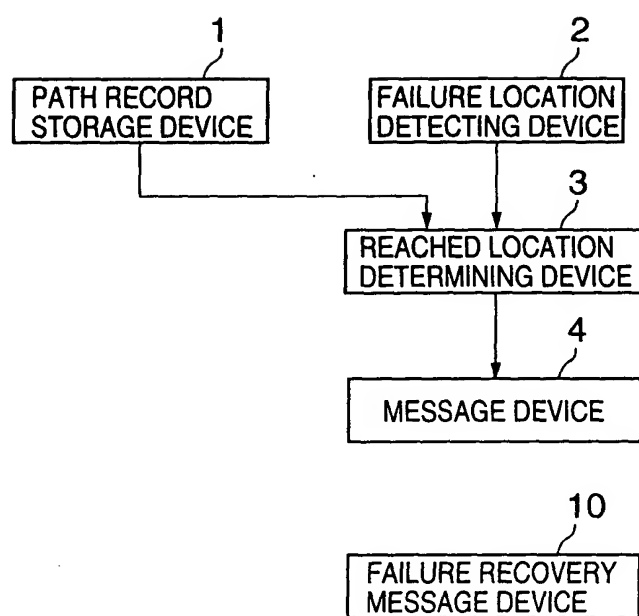 1
PATH RECORD
STORAGE DEVICE
2
FAILURE LOCATION
DETECTING DEVICE
3
REACHED LOCATION
DETERMINING DEVICE
4
MESSAGE DEVICE
10
FAILURE RECOVERY
MESSAGE DEVICE